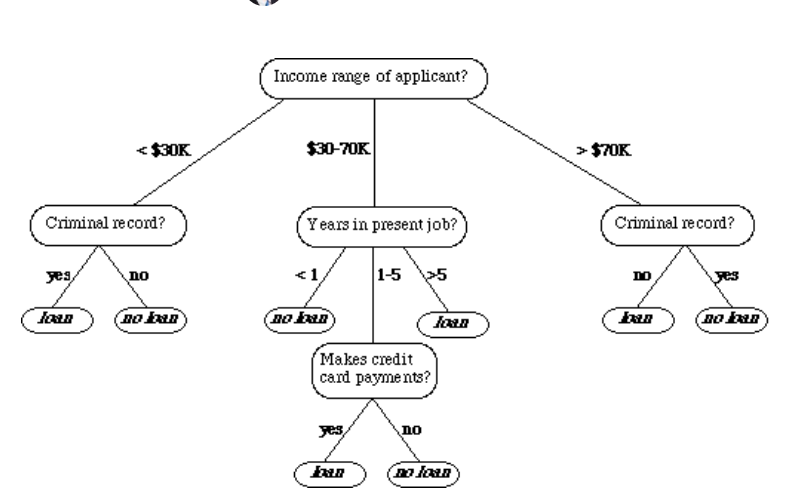 Income range of applicant?
< $30K
$30-70K
> $70K
Criminal record?
Years in present job?
Criminal record?
yes
no
< 1
1-5
>5
no
yes
loan
no loan
no loan
loan
loan
no loan
Makes credit
card payments?
yes
no
loan
no loan